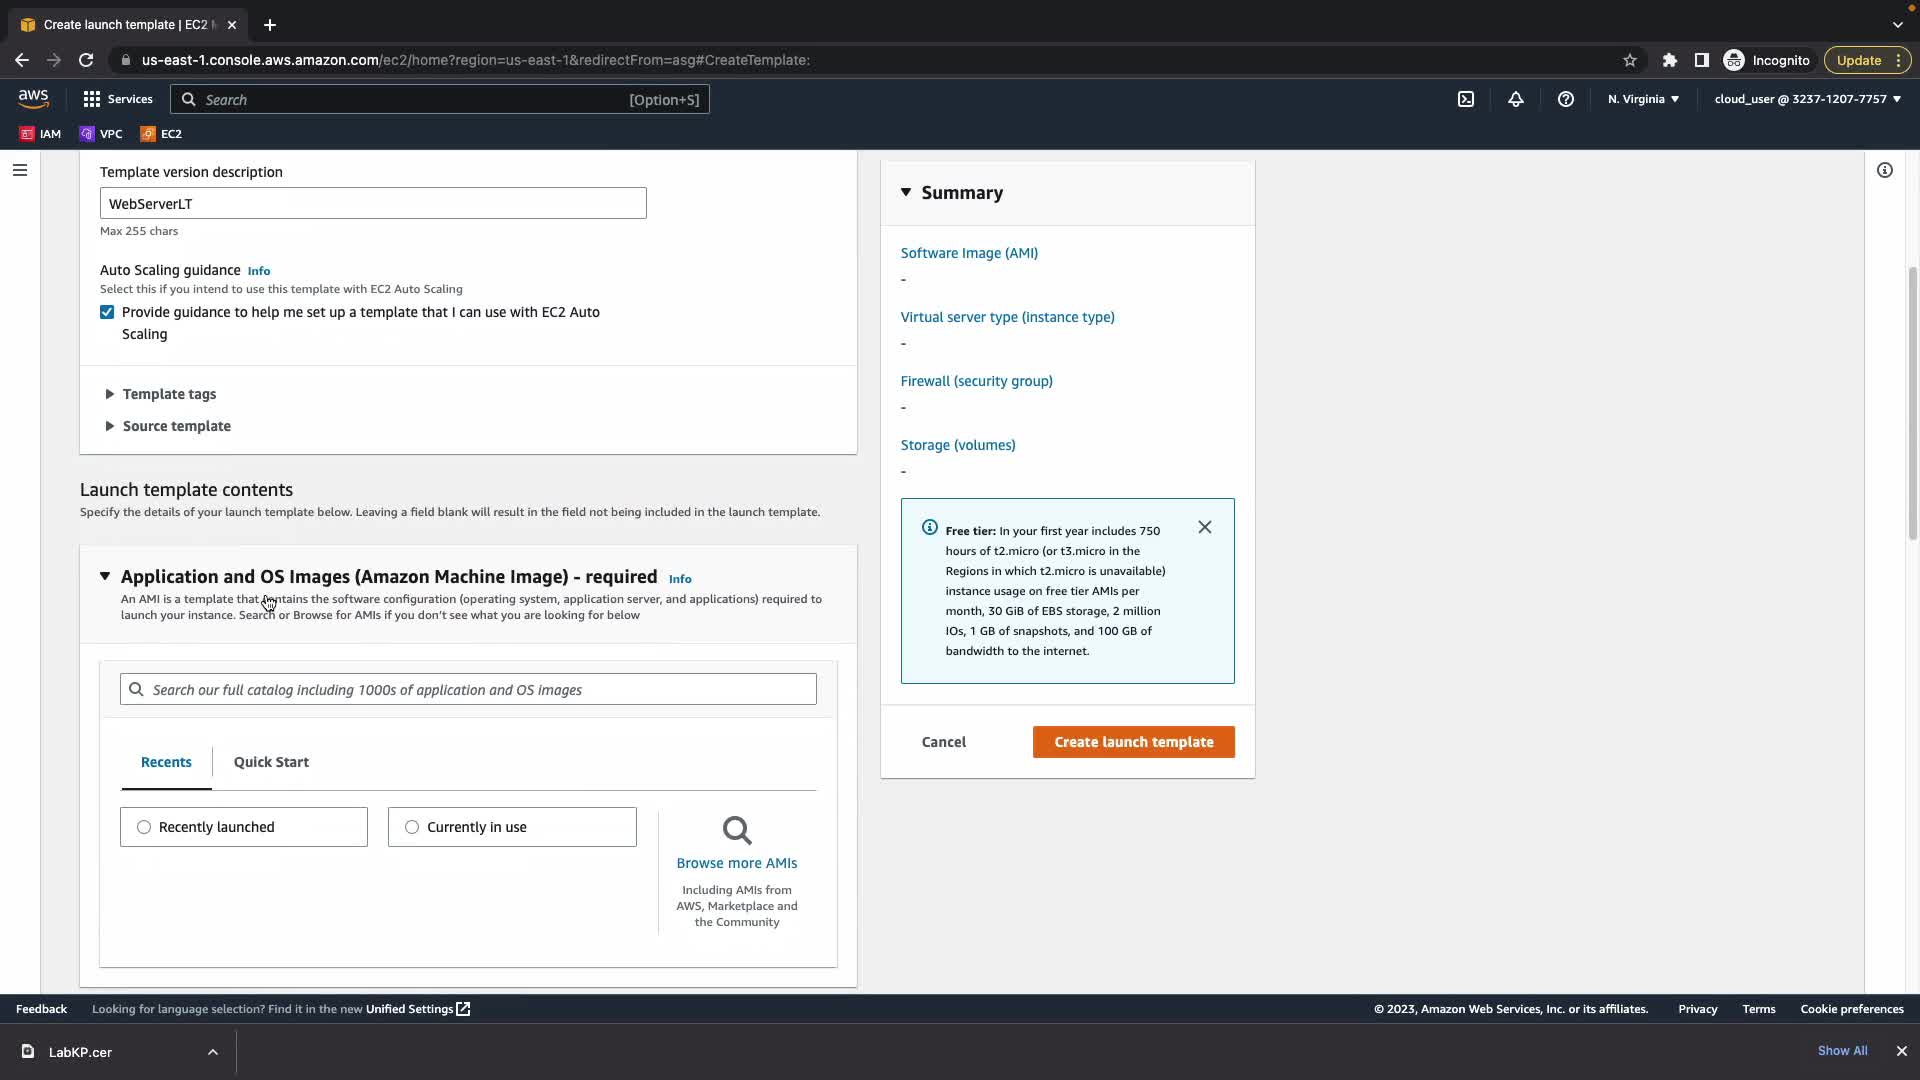 Create launch template | EC2 M
us-east-1.console.aws.amazon.com/ec2/home?region=us-east-1&redirectFrom=asg#CreateTemplate:
Incognito
Update
aws
Services
Search
[Option+S]
N. Virginia
cloud_user @ 3237-1207-7757
IAM
VPC
EC2
Template version description
WebServerLT
Max 255 chars
Auto Scaling guidance Info
Select this if you intend to use this template with EC2 Auto Scaling
Provide guidance to help me set up a template that I can use with EC2 Auto
Scaling
Template tags
Source template
Launch template contents
Specify the details of your launch template below. Leaving a field blank will result in the field not being included in the launch template.
Application and OS Images (Amazon Machine Image) - required Info
An AMI is a template that contains the software configuration (operating system, application server, and applications) required to
launch your instance. Search or Browse for AMIs if you don't see what you are looking for below
Search our full catalog including 1000s of application and OS images
Recents
Quick Start
Recently launched
Currently in use
Browse more AMIs
Including AMIs from
AWS, Marketplace and
the Community
Summary
Software Image (AMI)
-
Virtual server type (instance type)
-
Firewall (security group)
-
Storage (volumes)
-
Free tier: In your first year includes 750
hours of t2.micro (or t3.micro in the
Regions in which t2.micro is unavailable)
instance usage on free tier AMIs per
month, 30 GiB of EBS storage, 2 million
IOs, 1 GB of snapshots, and 100 GB of
bandwidth to the internet.
Cancel
Create launch template
Feedback
Looking for language selection? Find it in the new Unified Settings
© 2023, Amazon Web Services, Inc. or its affiliates.
Privacy
Terms
Cookie preferences
LabKP.cer
Show All